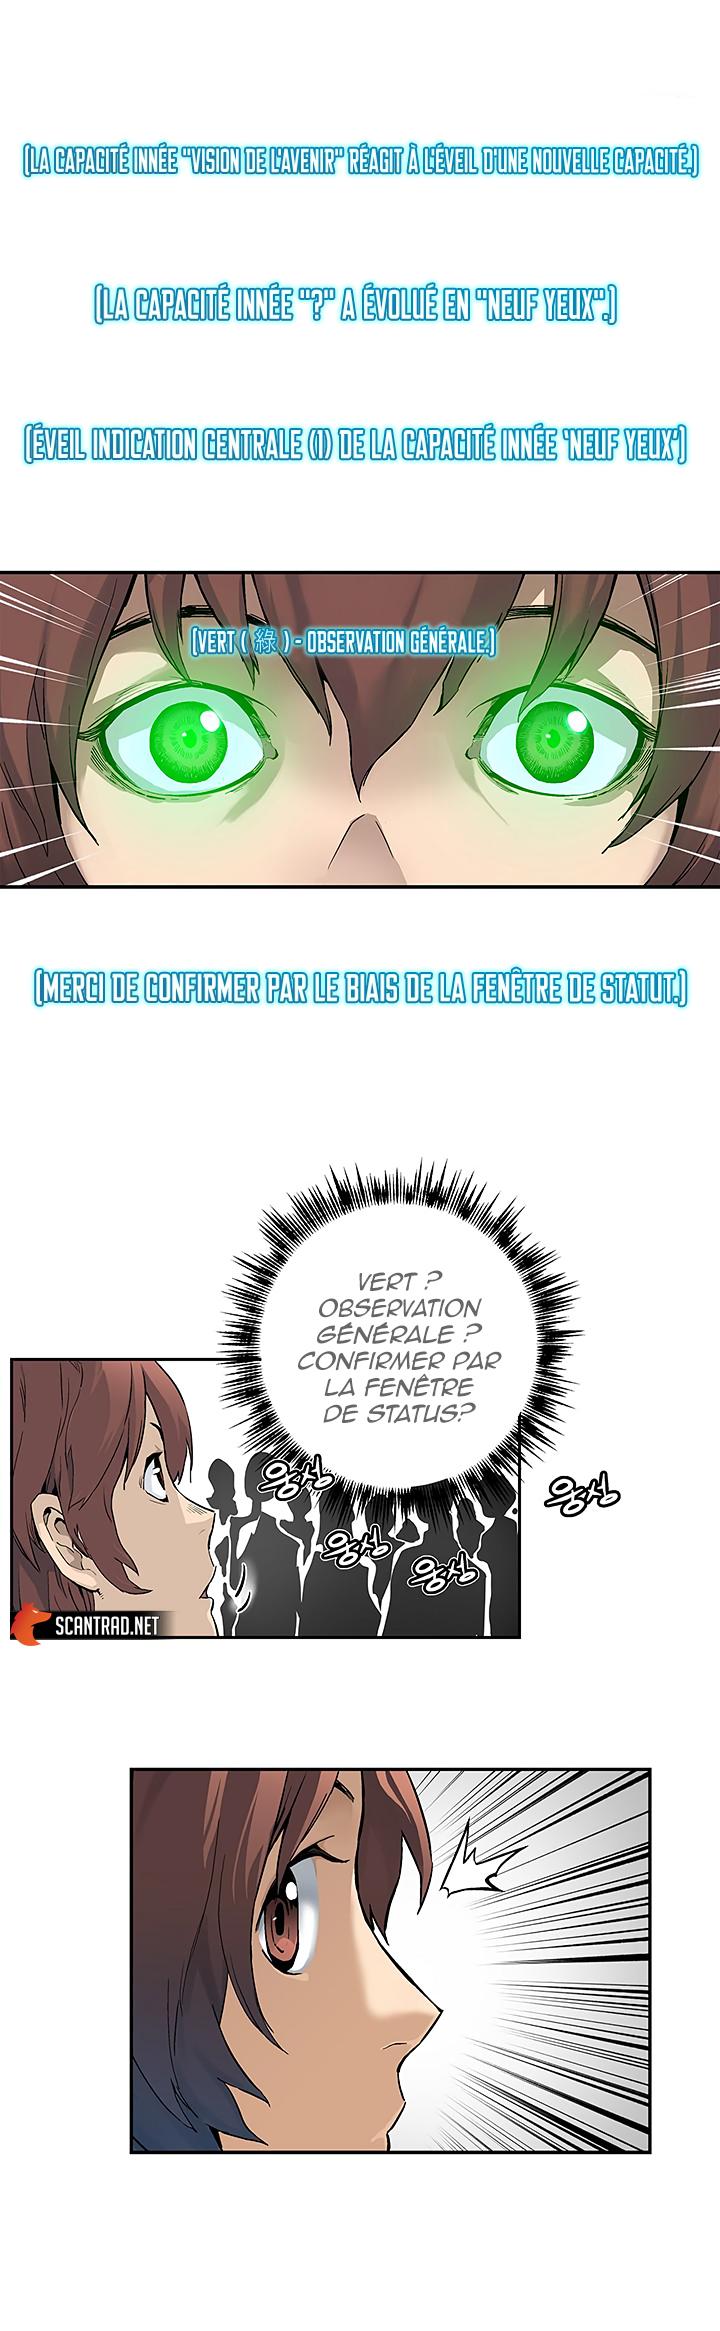 (LA CAPACITÉ INNÉE "VISION DE L'AVENIR" RÉAGIT À L'ÉVEIL D'UNE NOUVELLE CAPACITÉ.)
(LA CAPACITÉ INNÉE "?" A ÉVOLUÉ EN "NEUF YEUX".)
(ÉVEIL INDICATION CENTRALE (1) DE LA CAPACITÉ INNÉE 'NEUF YEUX')
(VERT ( 綠 ) - OBSERVATION GÉNÉRALE.)
(MERCI DE CONFIRMER PAR LE BIAIS DE LA FENÊTRE DE STATUT.)
VERT ?
OBSERVATION
GÉNÉRALE ?
CONFIRMER PAR
LA FENÊTRE
DE STATUS?
웅성
웅성
웅성
웅성
SCANTRAD.NET